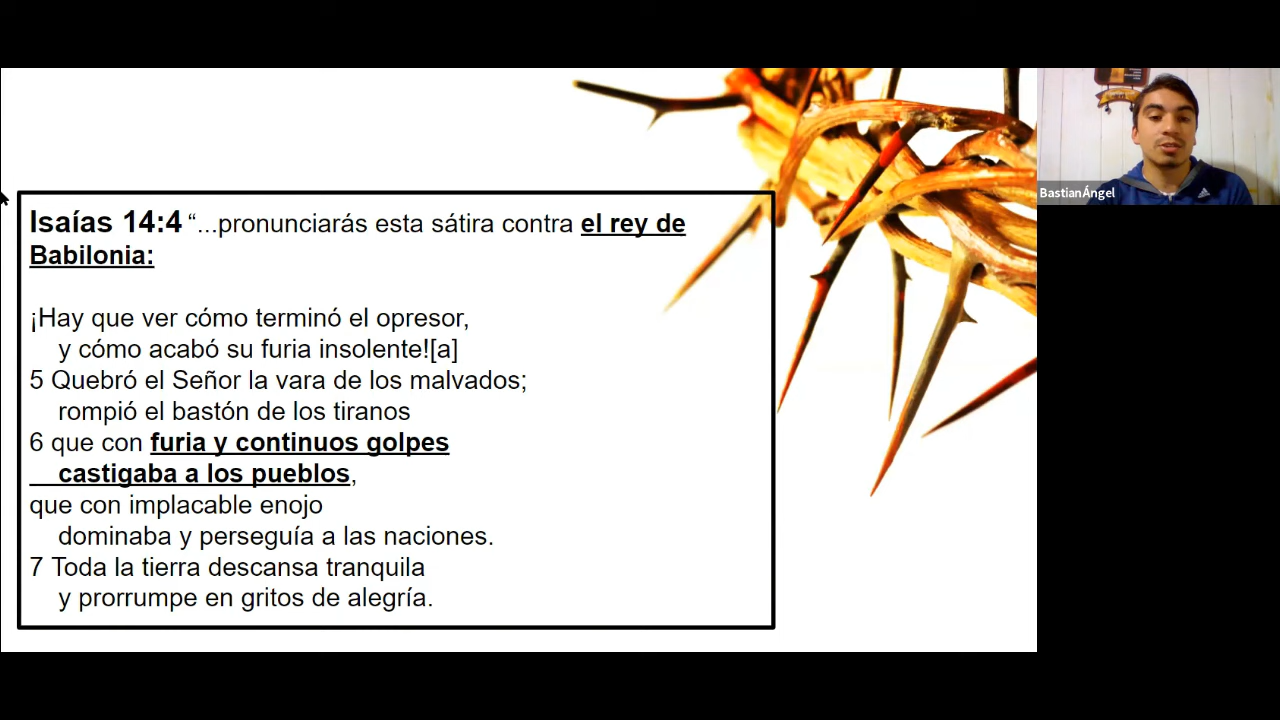 Isaías 14:4 “...pronunciarás esta sátira contra el rey de
Babilonia:
¡Hay que ver cómo terminó el opresor,
y cómo acabó su furia insolente![a]
5 Quebró el Señor la vara de los malvados;
rompió el bastón de los tiranos
6 que con furia y continuos golpes
castigaba a los pueblos,
que con implacable enojo
dominaba y perseguía a las naciones.
7 Toda la tierra descansa tranquila
y prorrumpe en gritos de alegría.
BastianÁngel